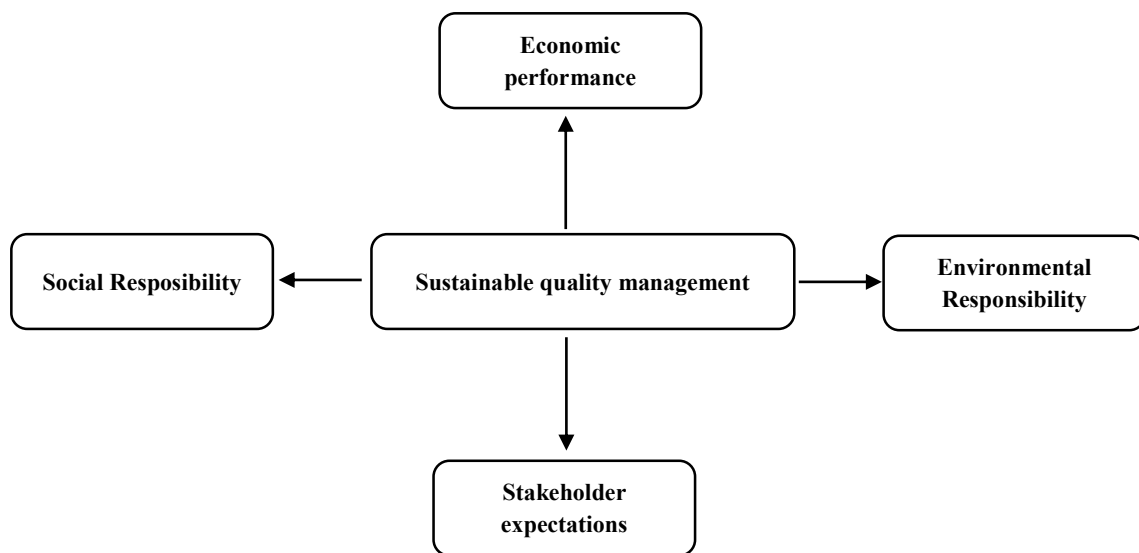 Economic
performance
Social Resposibility
Sustainable quality management
Environmental
Responsibility
Stakeholder
expectations